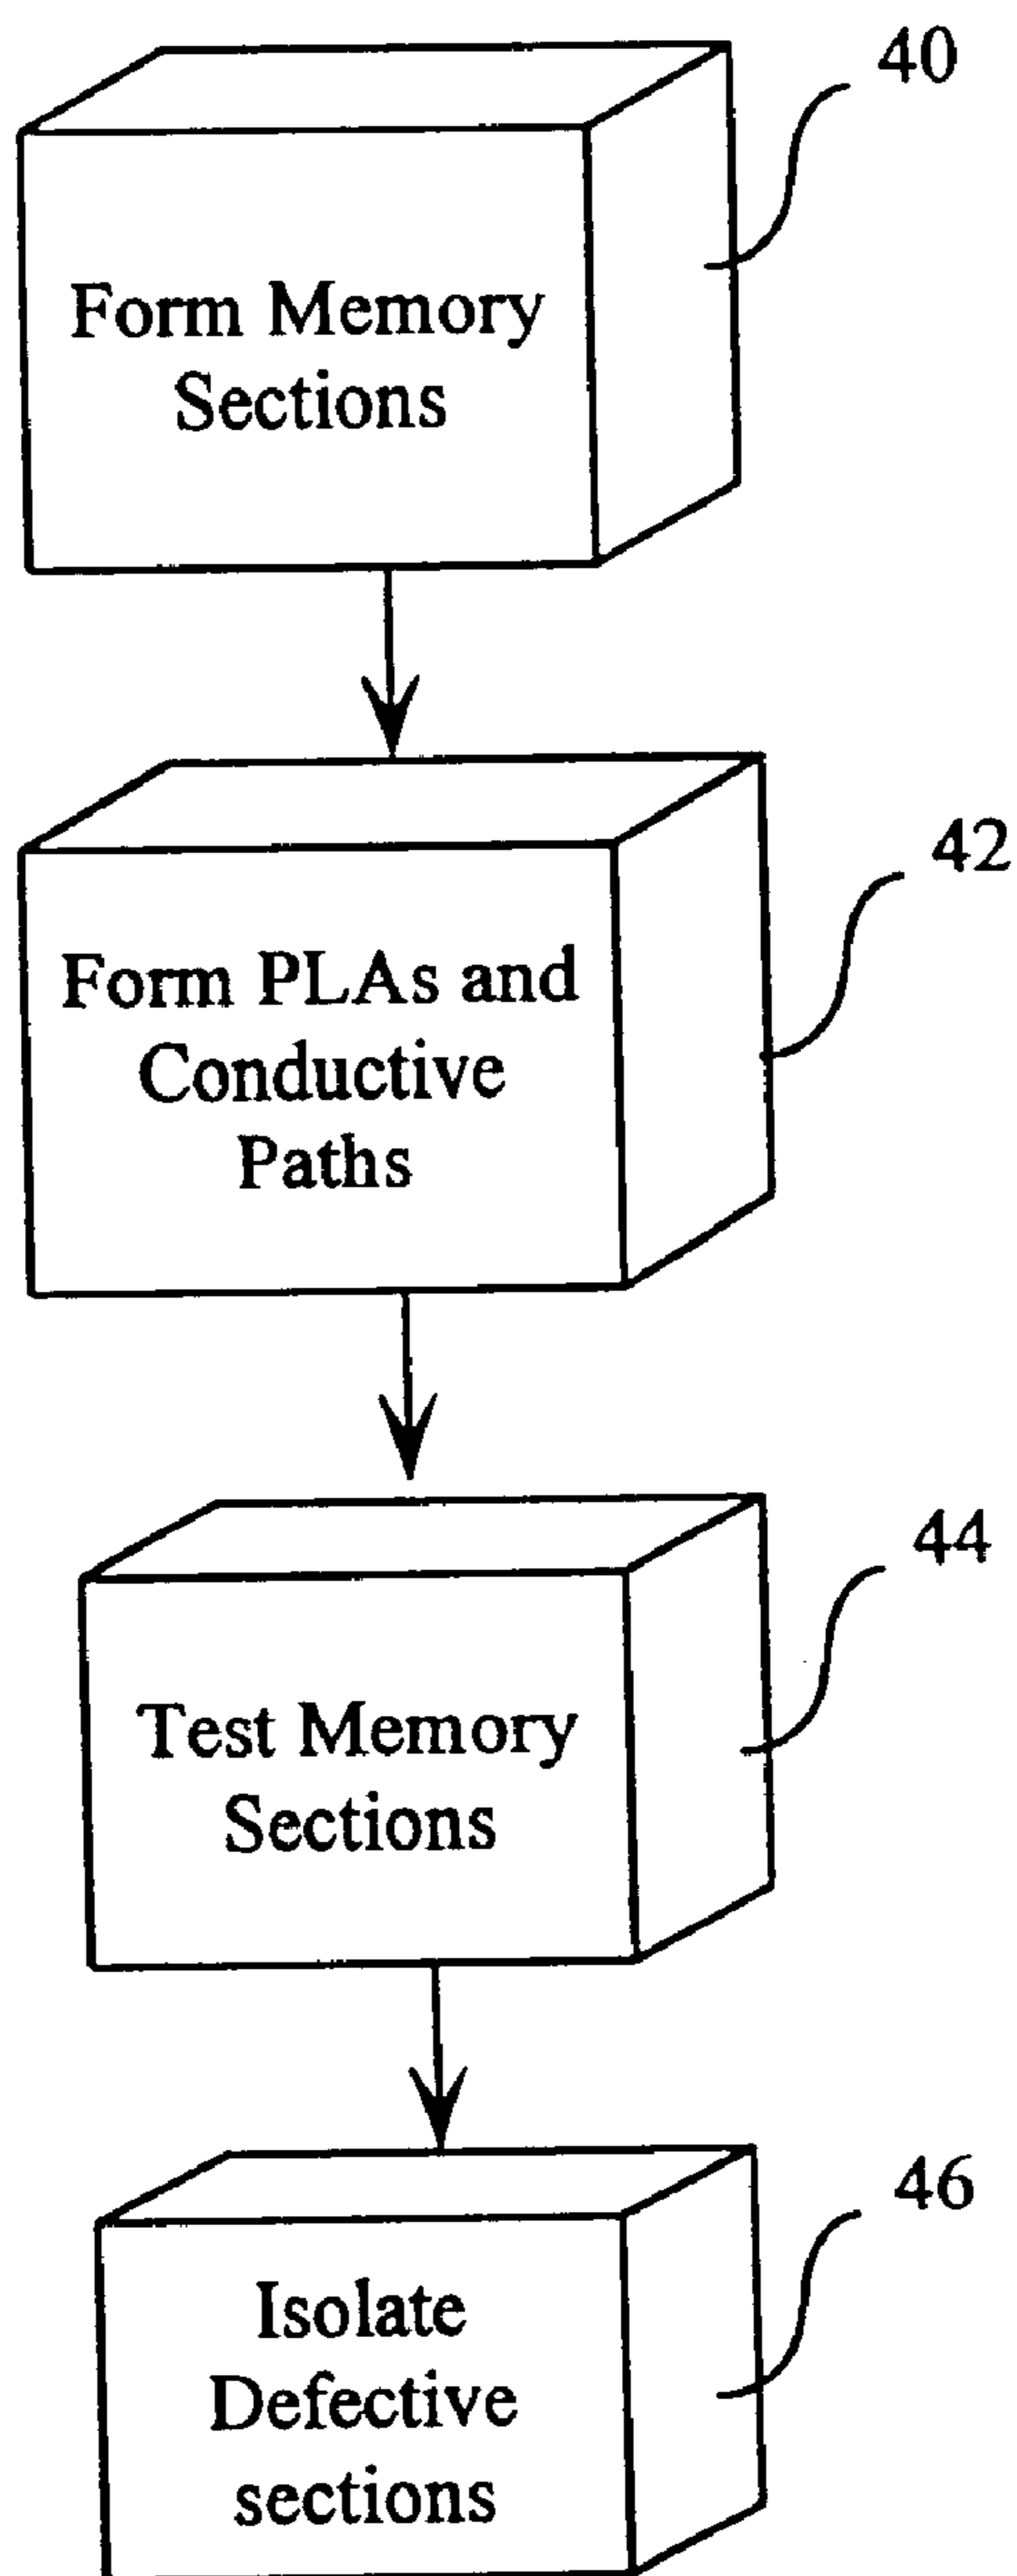 40
Form Memory
Sections
42
Form PLAs and
Conductive
Paths
44
Test Memory
Sections
46
Isolate
Defective
sections